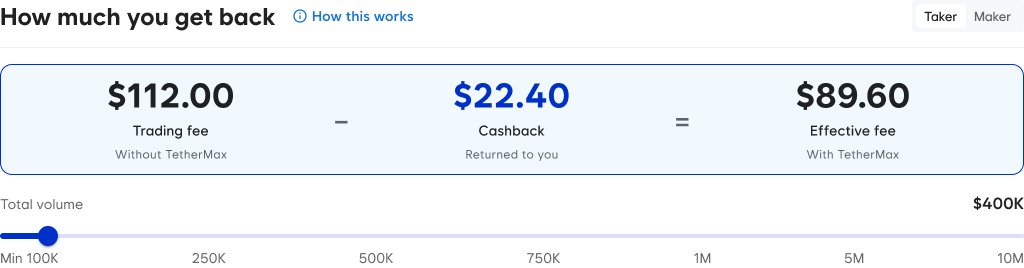 How much you get back
How this works
Taker Maker
$112.00 − $22.40 = $89.60
Trading fee Cashback Effective fee
Without TetherMax Returned to you With TetherMax
Total volume $400K
Min 100K 250K 500K 750K 1M 5M 10M